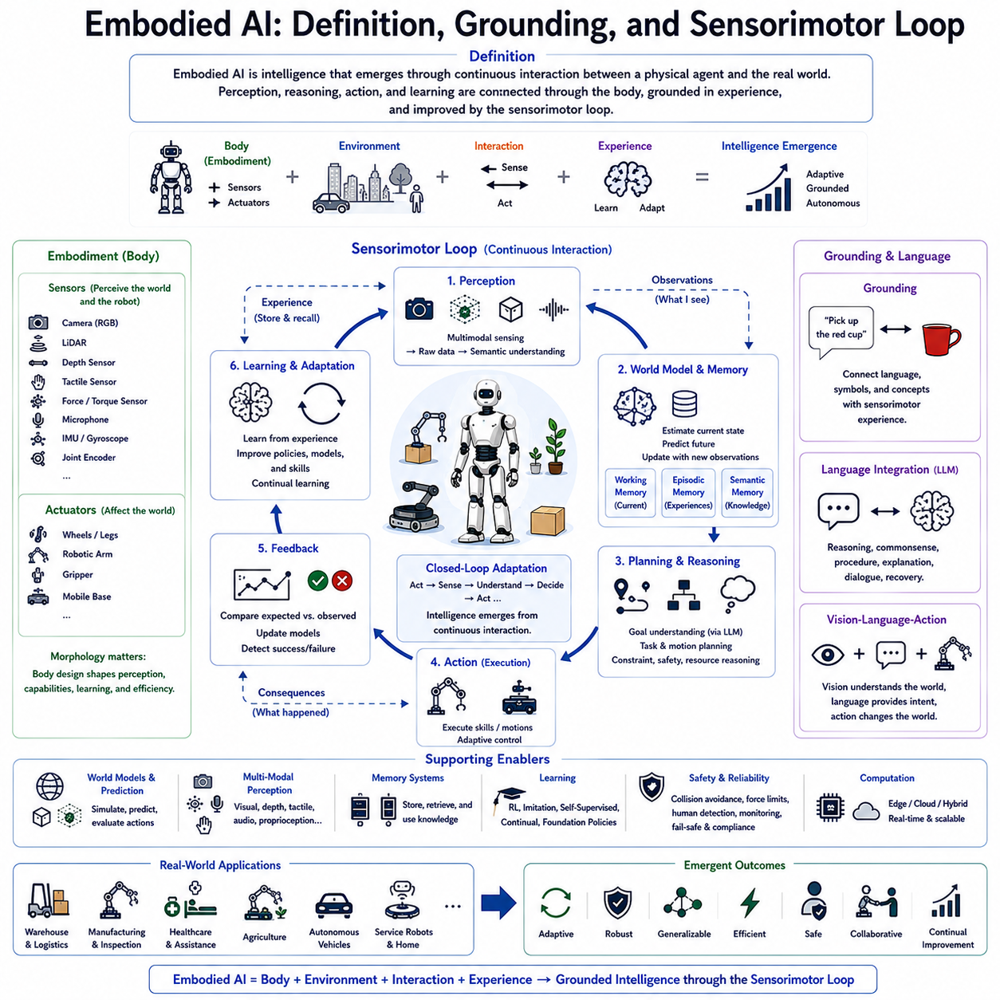 Embodied AI: Definition, Grounding, and Sensorimotor Loop
Definition
Embodied AI is intelligence that emerges through continuous interaction between a physical agent and the real world.
Perception, reasoning, action, and learning are connected through the body, grounded in experience,
and improved by the sensorimotor loop.
Body
(Embodiment)
+ Sensors
→ Actuators
+
Environment
+
Interaction
← Sense
↔
Act
+
Experience
Learn Adapt
=
Intelligence Emergence
Adaptive
Grounded
Autonomous
Embodiment (Body)
Sensors (Perceive the world
and the robot)
Camera (RGB)
LiDAR
Depth Sensor
Tactile Sensor
Force / Torque Sensor
Microphone
IMU / Gyroscope
Joint Encoder
...
Actuators (Affect the world)
Wheels / Legs
Robotic Arm
Gripper
Mobile Base
...
Morphology matters:
Body design shapes perception,
capabilities, learning, and efficiency.
Sensorimotor Loop (Continuous Interaction)
1. Perception
Multimodal sensing
→ Raw data → Semantic understanding
Observations
(What I see)
2. World Model & Memory
Estimate current state
Predict future
Update with new observations
Working
Memory
(Current)
Episodic
Memory
(Experiences)
Semantic
Memory
(Knowledge)
3. Planning & Reasoning
Goal understanding (via LLM)
Task & motion planning
Constraint, safety, resource reasoning
4. Action (Execution)
Execute skills / motions
Adaptive control
Consequences
(What happened)
5. Feedback
Compare expected vs. observed
Update models
Detect success/failure
6. Learning & Adaptation
Learn from experience
Improve policies, models,
and skills
Continual learning
Experience
(Store & recall)
Closed-Loop Adaptation
Act → Sense → Understand → Decide
→ Act ...
Intelligence emerges from
continuous interaction.
Grounding & Language
Grounding
"Pick up
the red cup"
Connect language,
symbols, and concepts
with sensorimotor
experience.
Language Integration (LLM)
Reasoning, commonsense,
procedure, explanation,
dialogue, recovery.
Vision-Language-Action
+ +
Vision understands the world,
language provides intent,
action changes the world.
Supporting Enablers
World Models &
Prediction
Simulate, predict,
evaluate actions
Multi-Modal
Perception
Visual, depth, tactile,
audio, proprioception...
Memory Systems
Store, retrieve, and
use knowledge
Learning
RL, Imitation, Self-Supervised,
Continual, Foundation Policies
Safety & Reliability
Collision avoidance, force limits,
human detection, monitoring,
fail-safe & compliance
Computation
Edge / Cloud / Hybrid
Real-time & scalable
Real-World Applications
Warehouse
& Logistics
Manufacturing
& Inspection
Healthcare
& Assistance
Agriculture
Autonomous
Vehicles
Service Robots
& Home
...
Emergent Outcomes
Adaptive
Robust
Generalizable
Efficient
Safe
Collaborative
Continual
Improvement
Embodied AI = Body + Environment + Interaction + Experience → Grounded Intelligence through the Sensorimotor Loop